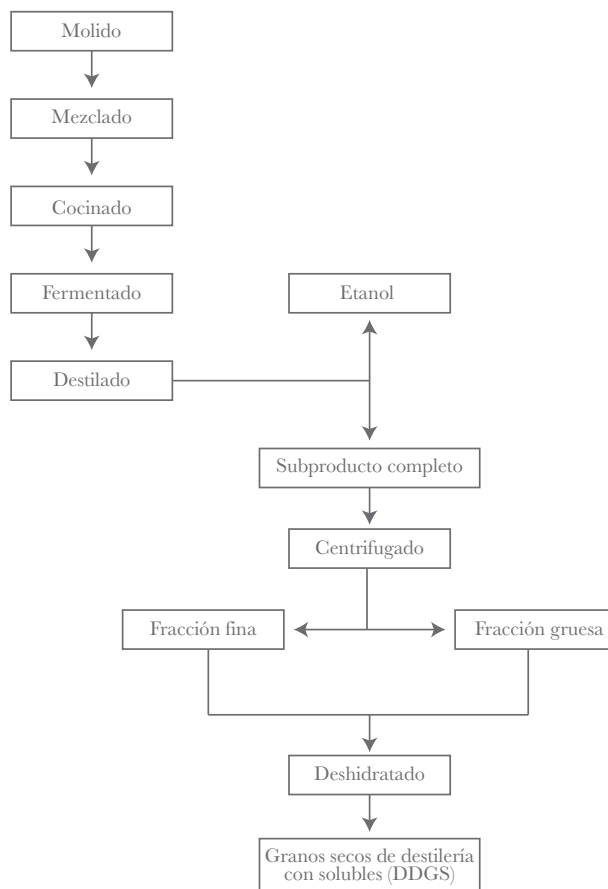 Molido
Mezclado
Cocinado
Fermentado
Etanol
Destilado
Subproducto completo
Centrifugado
Fracción fina
Fracción gruesa
Deshidratado
Granos secos de destilería
con solubles (DDGS)